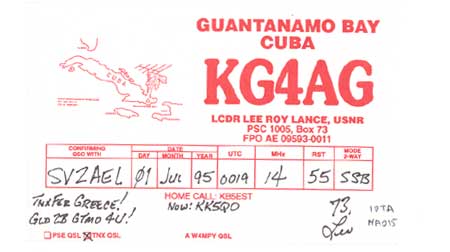 GUANTANAMO BAY
CUBA
CUBA
KG4AG
LCDR LEE ROY LANCE, USNR
PSC 1005, Box 73
FPO AE 09593-0011
CONFIRMING QSO WITH DATE DAY MONTH YEAR UTC MHz RST MODE 2-WAY
SV2AEL 01 Jul 95 0019 14 55 SSB
TNX FER GREECE!
GLD 2B GTMO 4U!
HOME CALL: KB5EST
NOW: KK5QO
73,
Lee
IOTA
NA015
PSE QSL X TNX QSL
A W4MPY QSL